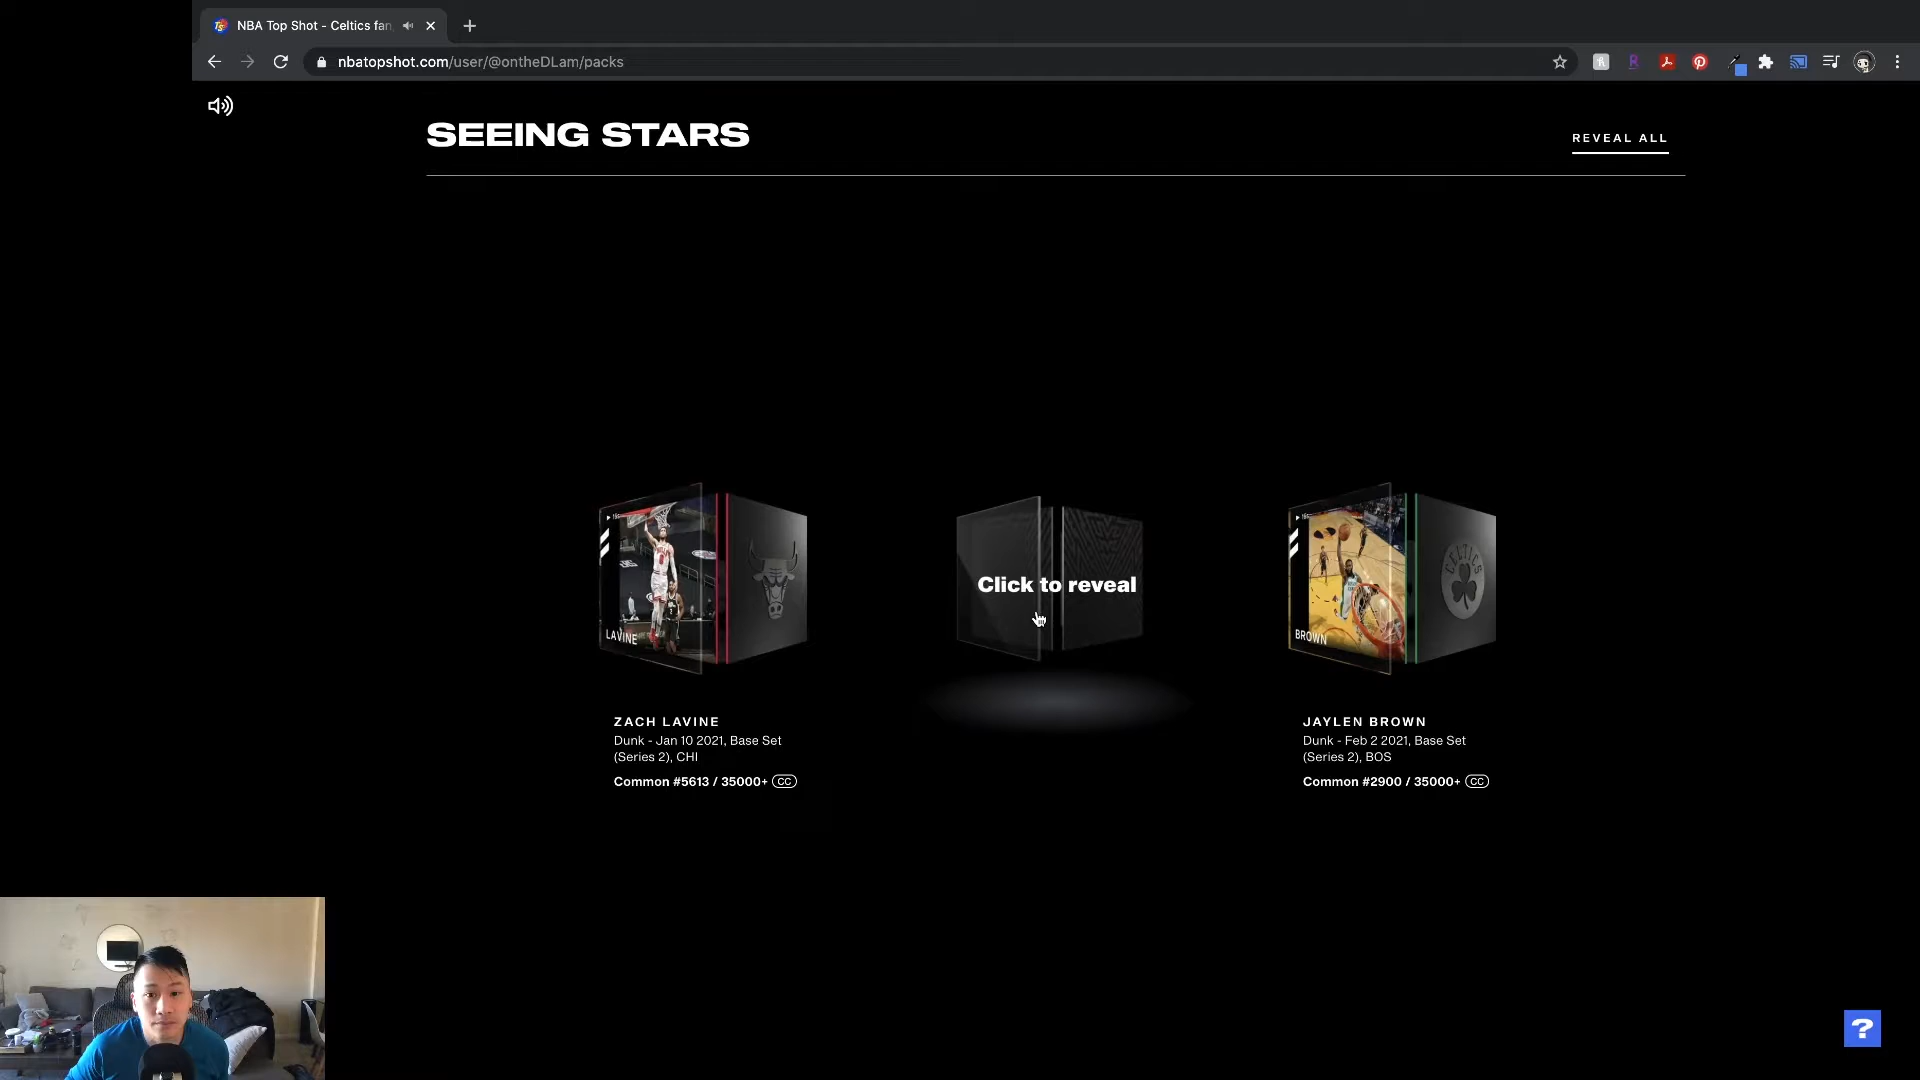 NBA Top Shot - Celtics fan
nbatopshot.com/user/@ontheDLam/packs
SEEING STARS
REVEAL ALL
LAVINE
Click to reveal
CELTICS
BROWN
ZACH LAVINE
Dunk - Jan 10 2021, Base Set
(Series 2), CHI
Common #5613 / 35000+ CC
JAYLEN BROWN
Dunk - Feb 2 2021, Base Set
(Series 2), BOS
Common #2900 / 35000+ CC
?